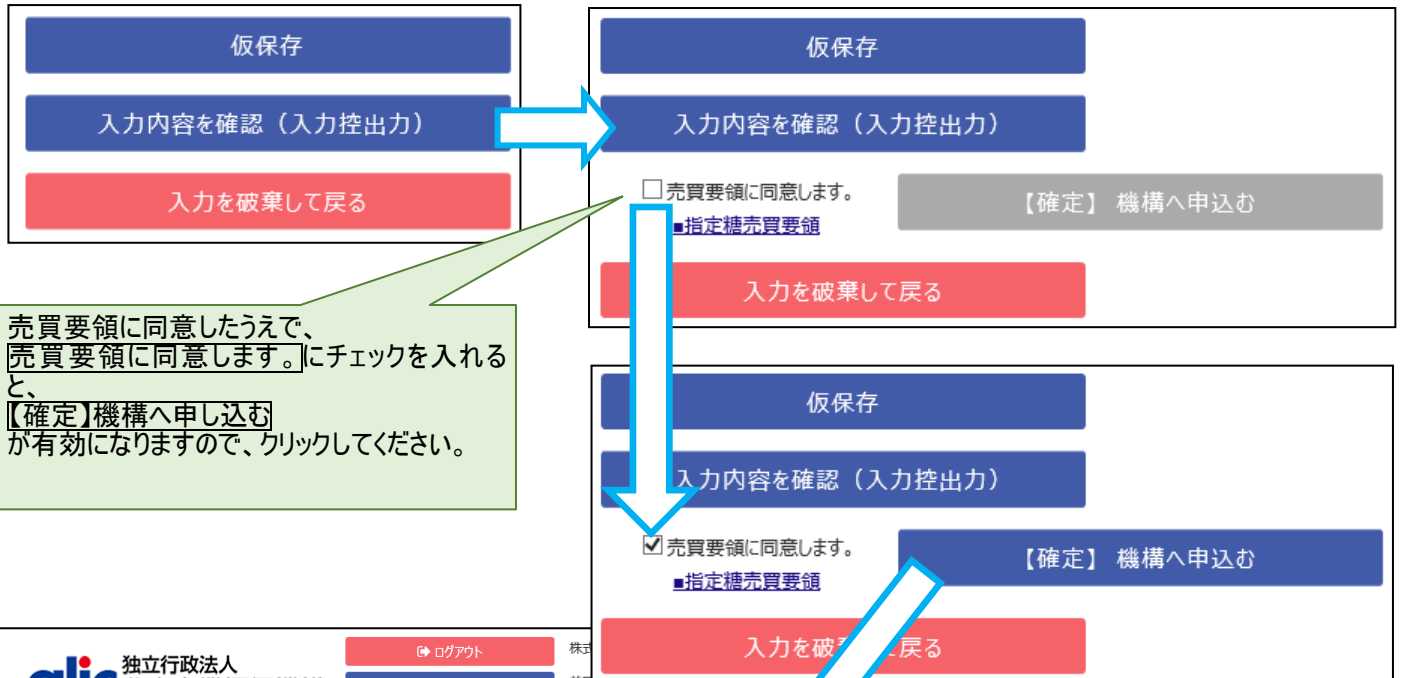 仮保存
入力内容を確認（入力控出力）
入力を破棄して戻る
仮保存
入力内容を確認（入力控出力）
売買要領に同意します。
【確定】 機構へ申込む
■指定糖売買要領
入力を破棄して戻る
売買要領に同意したうえで、
売買要領に同意します。にチェックを入れる
と、
【確定】機構へ申し込む
が有効になりますので、クリックしてください。
仮保存
入力内容を確認（入力控出力）
売買要領に同意します。
【確定】 機構へ申込む
■指定糖売買要領
入力を破 戻る
ログアウト
株式
alic 独立行政法人